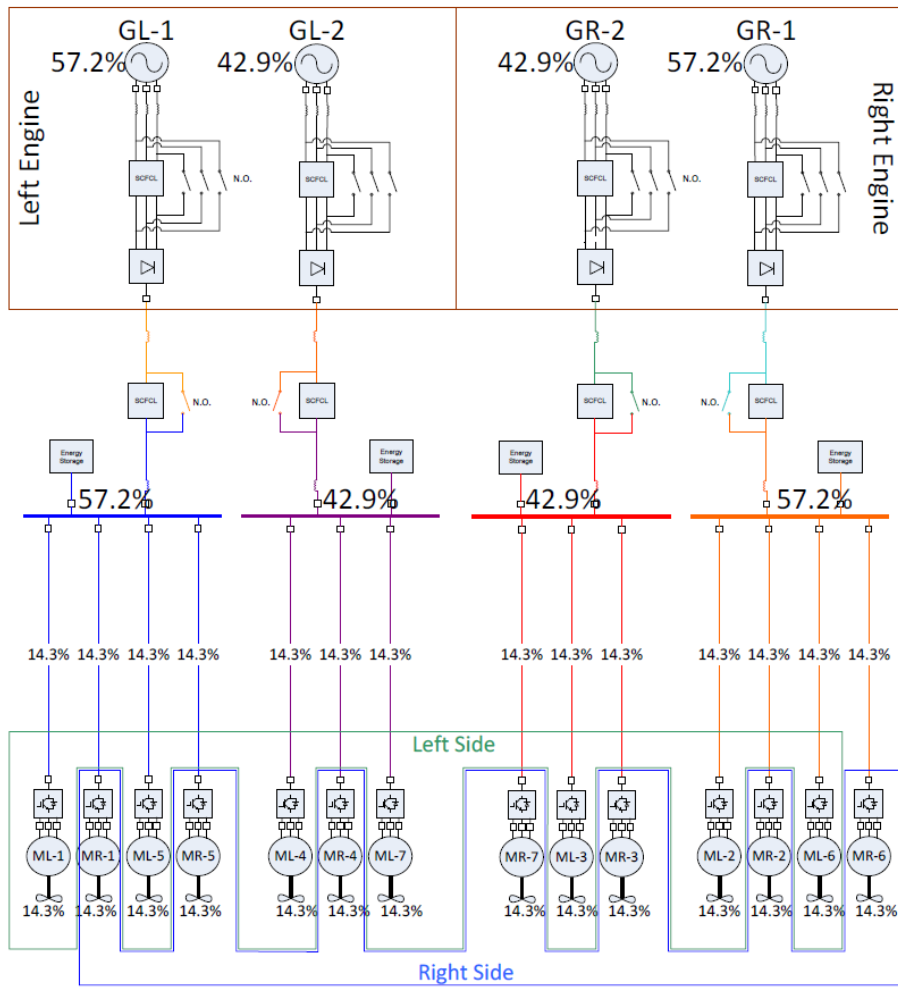 GL-1 GL-2 GR-2 GR-1
57.2% 42.9% 42.9% 57.2%
Left Engine
Right Engine
SCFCL N.O. SCFCL SCFCL N.O. SCFCL
SCFCL N.O. N.O. SCFCL SCFCL N.O. N.O. SCFCL
Energy Storage
Energy Storage
Energy Storage
Energy Storage
57.2% 42.9% 42.9% 57.2%
14.3% 14.3% 14.3% 14.3% 14.3% 14.3% 14.3% 14.3% 14.3% 14.3% 14.3% 14.3% 14.3% 14.3%
Left Side
ML-1 MR-1 ML-5 MR-5 ML-4 MR-4 ML-7 MR-7 ML-3 MR-3 ML-2 MR-2 ML-6 MR-6
14.3% 14.3% 14.3% 14.3% 14.3% 14.3% 14.3% 14.3% 14.3% 14.3% 14.3% 14.3% 14.3% 14.3%
Right Side